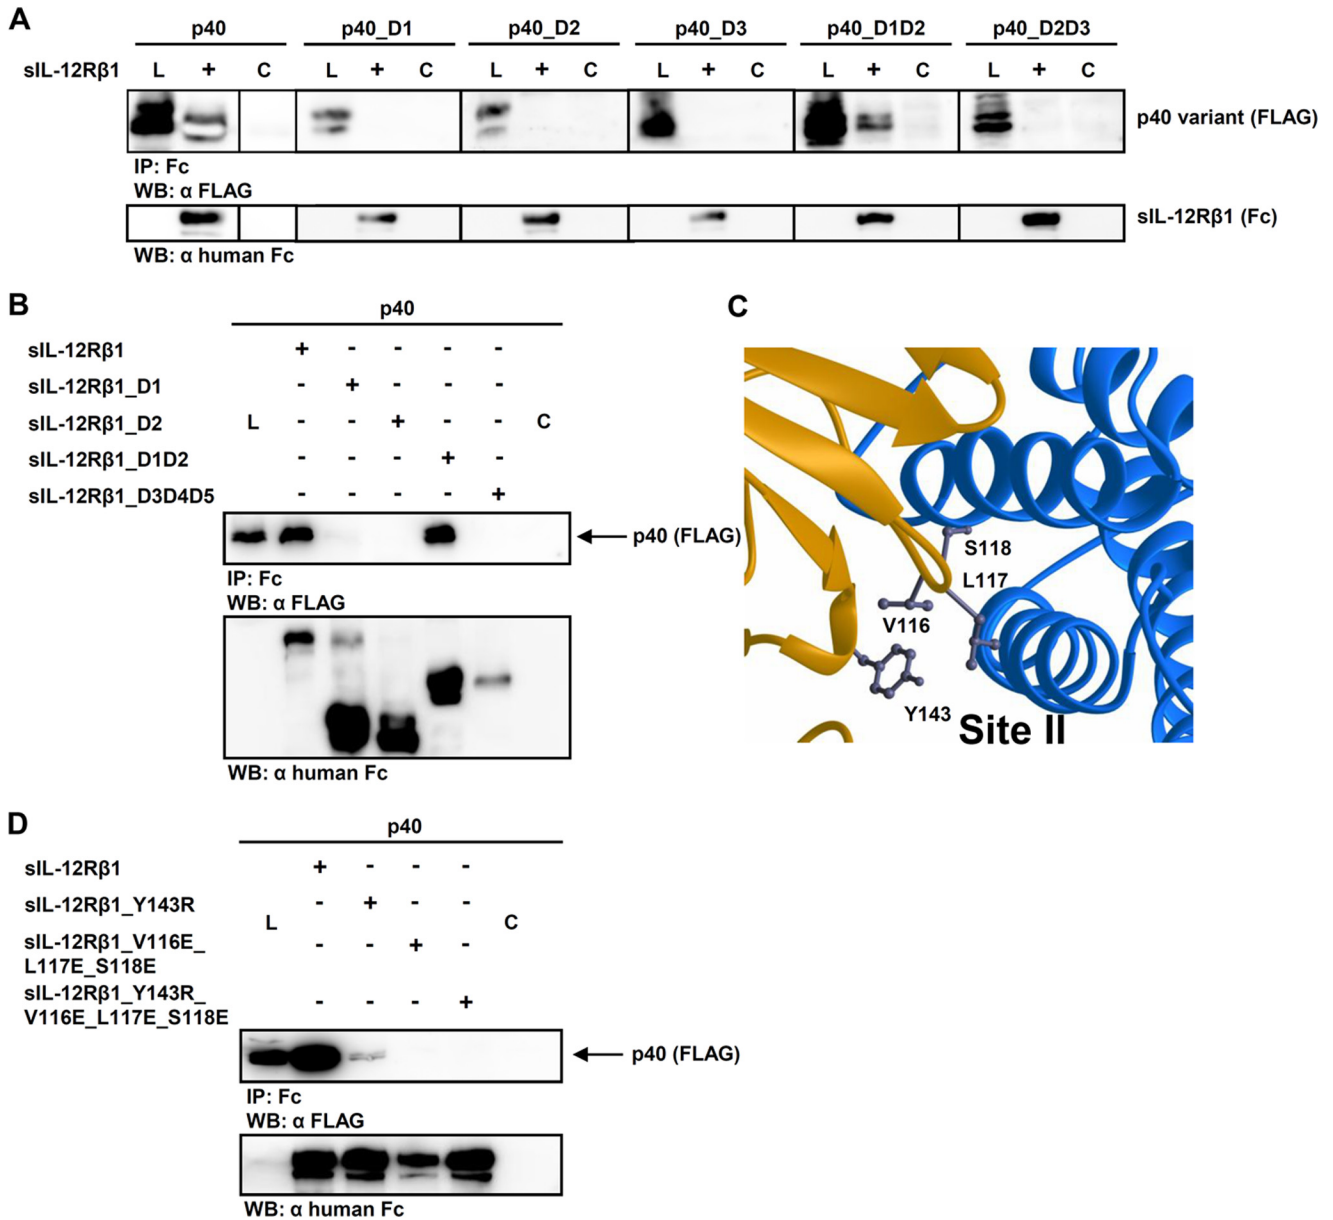 A
p40 p40_D1 p40_D2 p40_D3 p40_D1D2 p40_D2D3
sIL-12Rβ1 L + C L + C L + C L + C L + C L + C
p40 variant (FLAG)
IP: Fc
WB: α FLAG
sIL-12Rβ1 (Fc)
WB: α human Fc
B
p40
sIL-12Rβ1 + - - - -
sIL-12Rβ1_D1 - + - - -
sIL-12Rβ1_D2 L - - + - - C
sIL-12Rβ1_D1D2 - - - + -
sIL-12Rβ1_D3D4D5 - - - - +
p40 (FLAG)
IP: Fc
WB: α FLAG
WB: α human Fc
C
S118
L117
V116
Y143
Site II
D
p40
sIL-12Rβ1 + - - -
sIL-12Rβ1_Y143R - + - -
L C
sIL-12Rβ1_V116E_ - - + -
L117E_S118E
sIL-12Rβ1_Y143R_ - - - +
V116E_L117E_S118E
p40 (FLAG)
IP: Fc
WB: α FLAG
WB: α human Fc